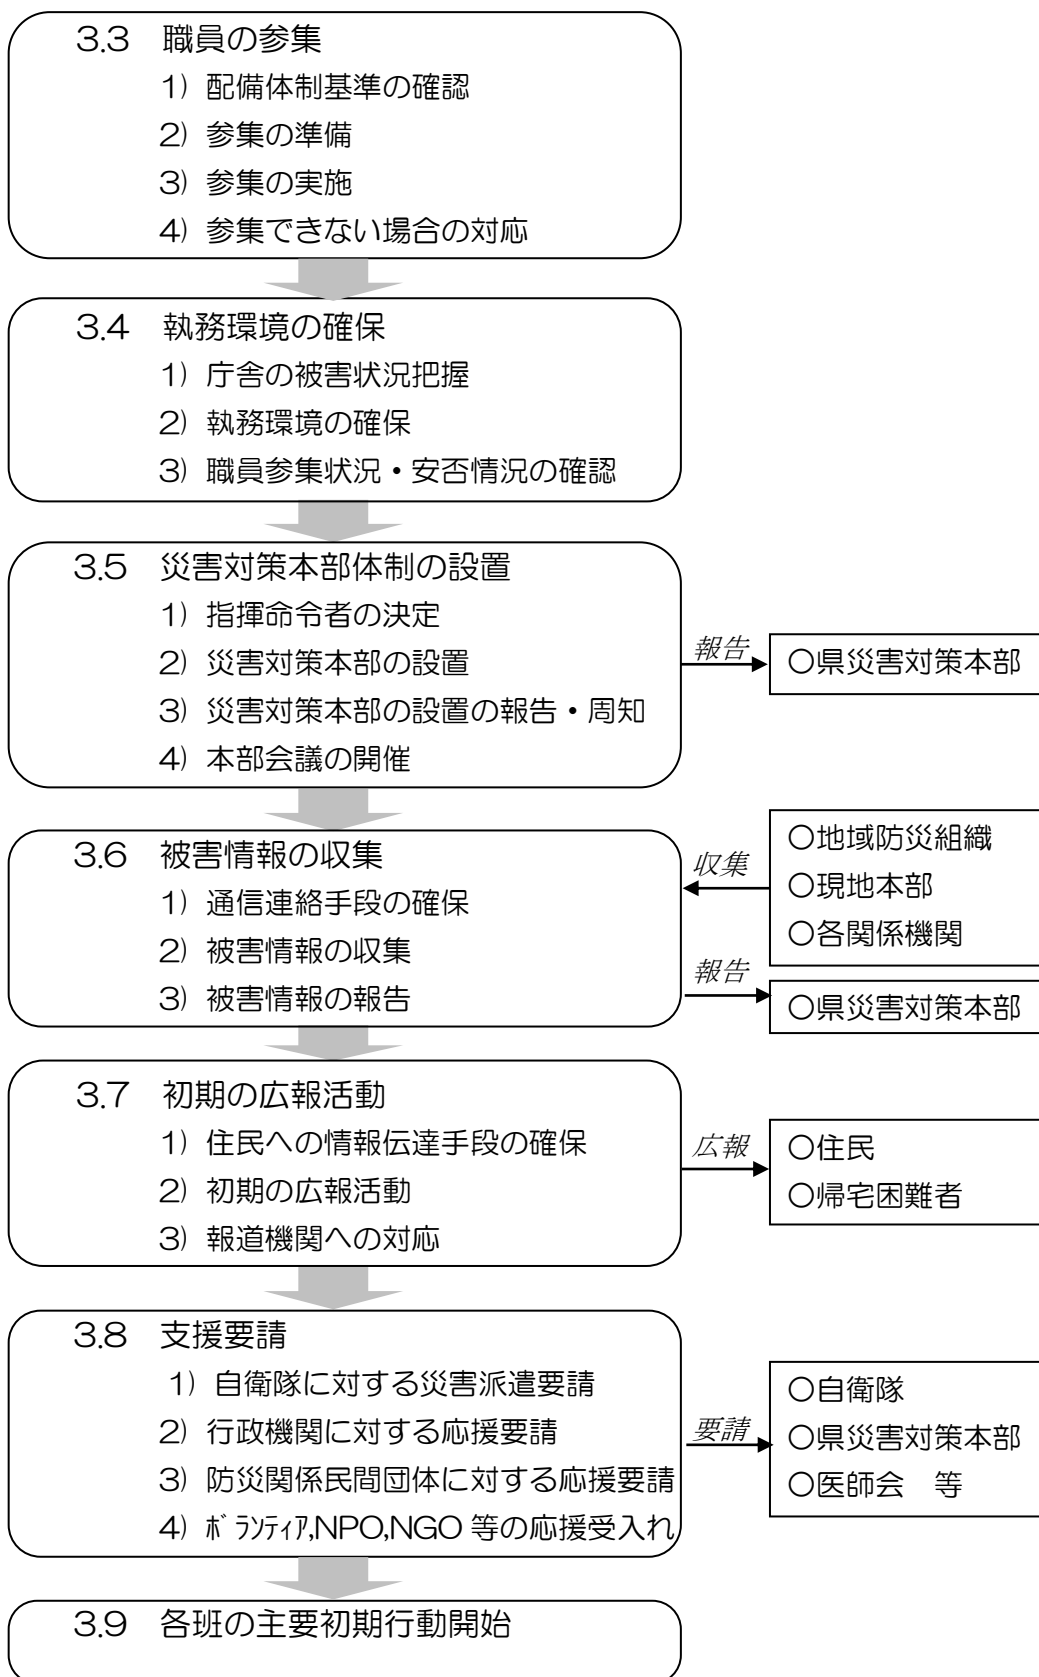 3.3 職員の参集
1) 配備体制基準の確認
2) 参集の準備
3) 参集の実施
4) 参集できない場合の対応
3.4 執務環境の確保
1) 庁舎の被害状況把握
2) 執務環境の確保
3) 職員参集状況・安否情況の確認
3.5 災害対策本部体制の設置
1) 指揮命令者の決定
2) 災害対策本部の設置
3) 災害対策本部の設置の報告・周知
4) 本部会議の開催
報告
○県災害対策本部
3.6 被害情報の収集
1) 通信連絡手段の確保
2) 被害情報の収集
3) 被害情報の報告
収集
○地域防災組織
○現地本部
○各関係機関
報告
○県災害対策本部
3.7 初期の広報活動
1) 住民への情報伝達手段の確保
2) 初期の広報活動
3) 報道機関への対応
広報
○住民
○帰宅困難者
3.8 支援要請
1) 自衛隊に対する災害派遣要請
2) 行政機関に対する応援要請
3) 防災関係民間団体に対する応援要請
4) ﾎﾞﾗﾝﾃｨｱ,NPO,NGO 等の応援受入れ
要請
○自衛隊
○県災害対策本部
○医師会 等
3.9 各班の主要初期行動開始